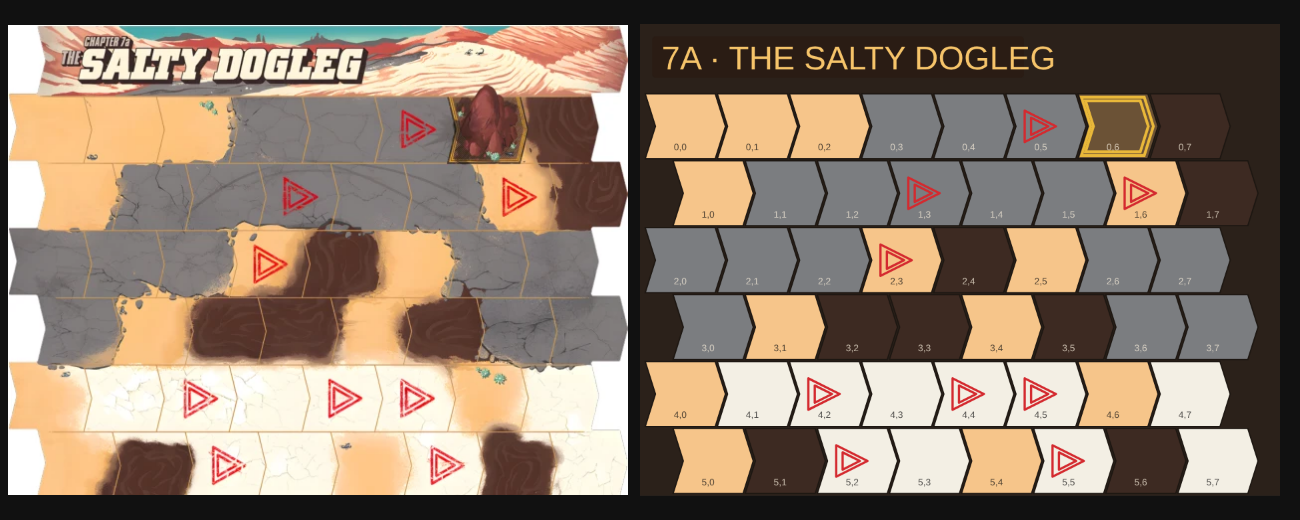 CHAPTER 7a
THE SALTY DOGLEG
7A · THE SALTY DOGLEG
0,0 0,1 0,2 0,3 0,4 0,5 0,6 0,7
1,0 1,1 1,2 1,3 1,4 1,5 1,6 1,7
2,0 2,1 2,2 2,3 2,4 2,5 2,6 2,7
3,0 3,1 3,2 3,3 3,4 3,5 3,6 3,7
4,0 4,1 4,2 4,3 4,4 4,5 4,6 4,7
5,0 5,1 5,2 5,3 5,4 5,5 5,6 5,7